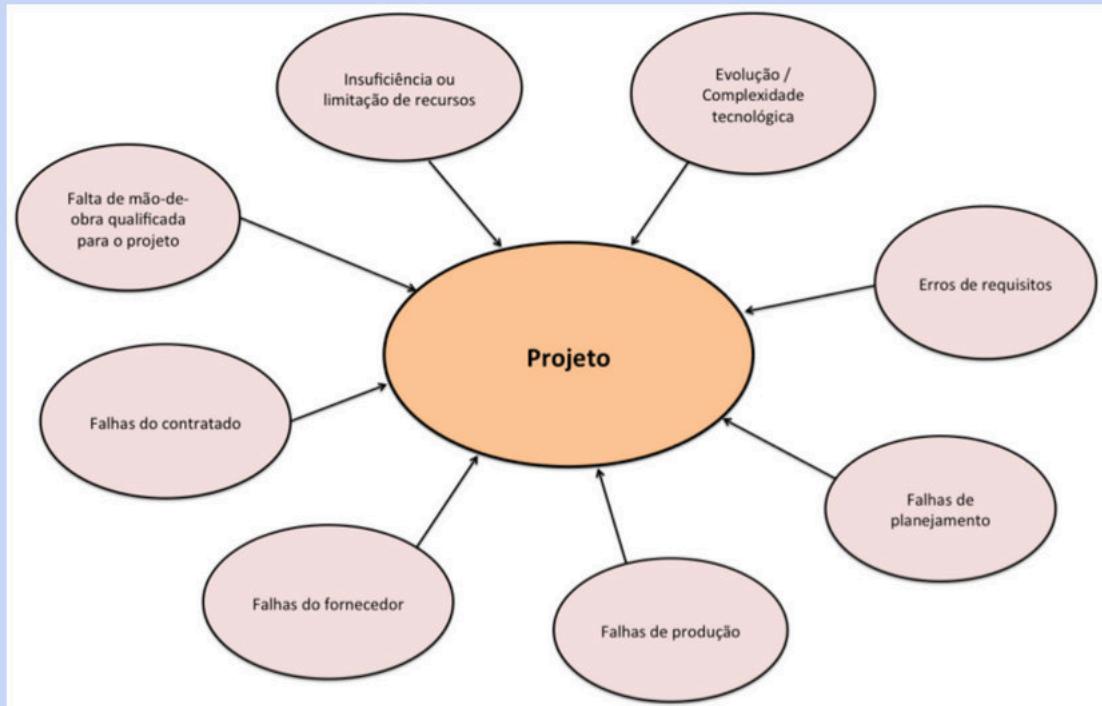 Insuficiência ou
limitação de recursos
Evolução /
Complexidade
tecnológica
Falta de mão-de-
obra qualificada
para o projeto
Erros de requisitos
Projeto
Falhas do contratado
Falhas de
planejamento
Falhas do fornecedor
Falhas de produção